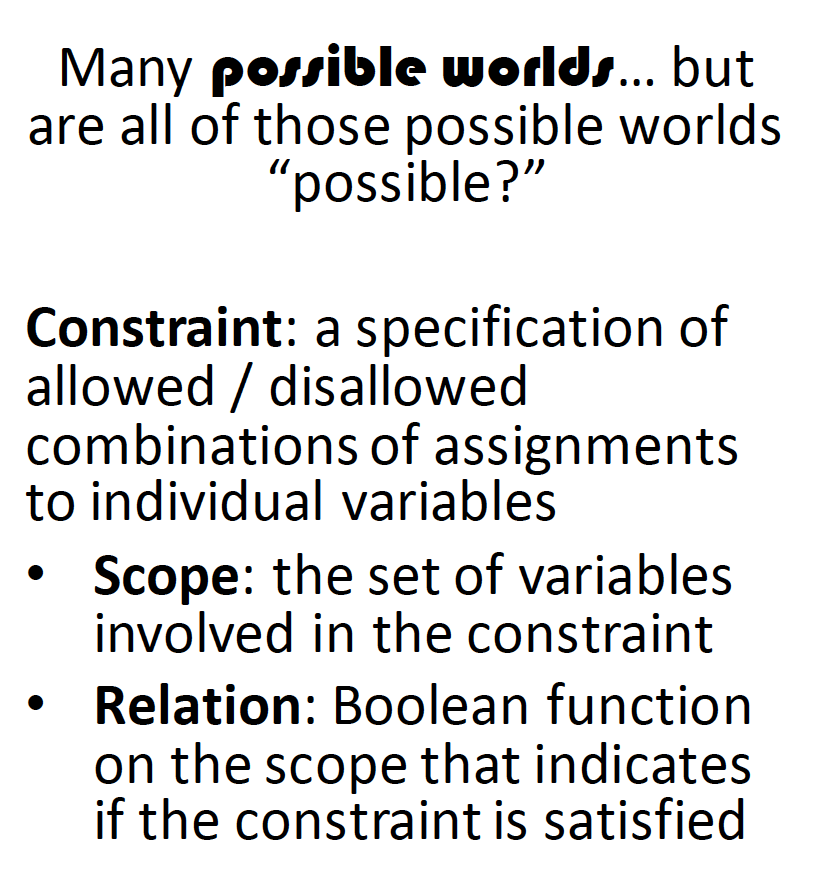 Many possible worlds… but
are all of those possible worlds
“possible?”
Constraint: a specification of
allowed / disallowed
combinations of assignments
to individual variables
• Scope: the set of variables
involved in the constraint
• Relation: Boolean function
on the scope that indicates
if the constraint is satisfied